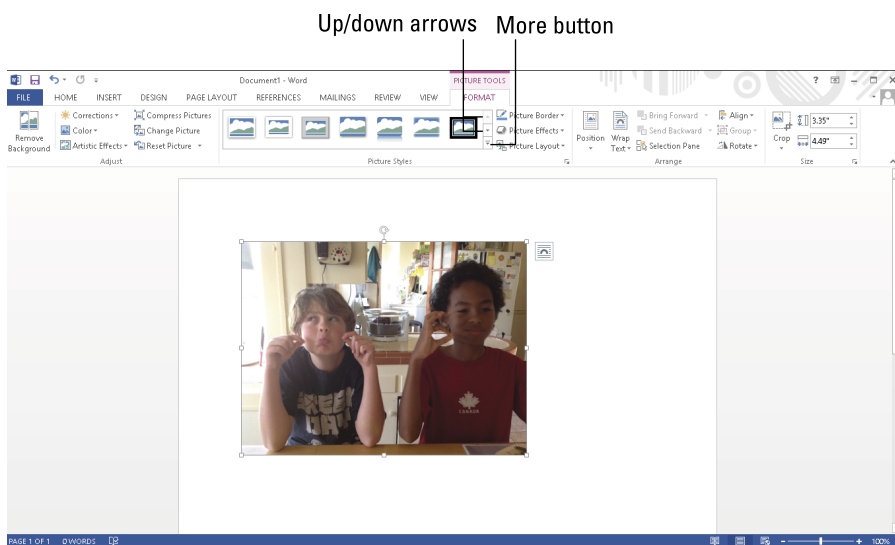 Up/down arrows More button
Document1 - Word PICTURE TOOLS
FILE HOME INSERT DESIGN PAGE LAYOUT REFERENCES MAILINGS REVIEW VIEW FORMAT
Remove Background
Corrections
Color
Artistic Effects
Compress Pictures
Change Picture
Reset Picture
Adjust
Picture Styles
Picture Border
Picture Effects
Picture Layout
Position
Wrap Text
Bring Forward
Send Backward
Selection Pane
Align
Group
Rotate
Arrange
Crop
3.35"
4.49"
Size
CANADA
PAGE 1 OF 1 0 WORDS 100%